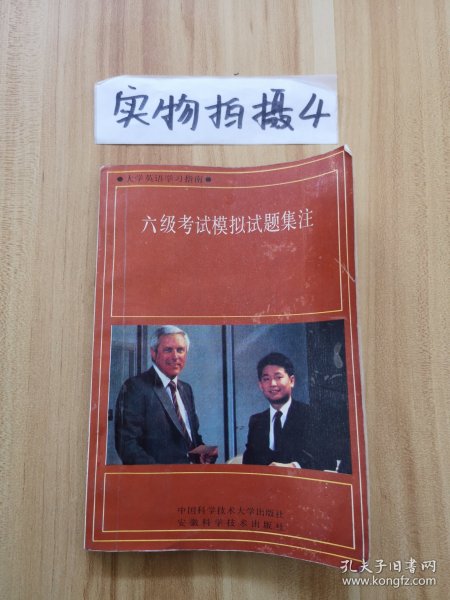 实物拍摄4
●大学英语学习指南●
六级考试模拟试题集注
中国科学技术大学出版社
安徽科学技术出版社
孔夫子旧书网
www.kongfz.com